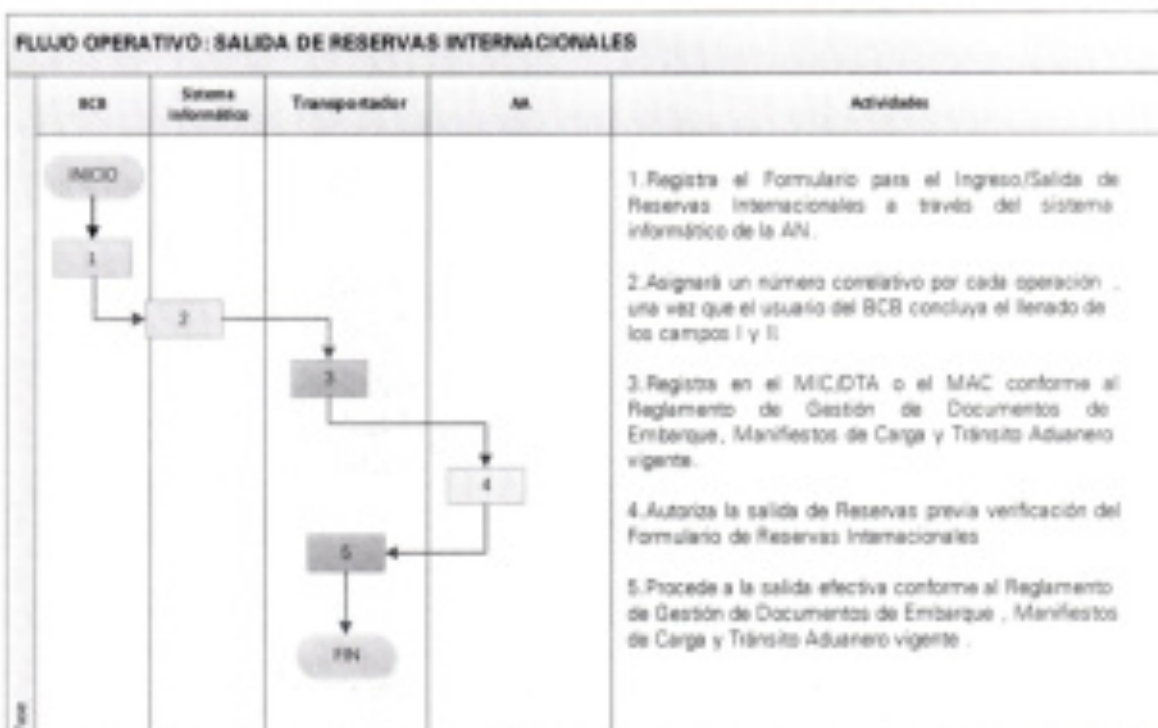 FLUJO OPERATIVO: SALIDA DE RESERVAS INTERNACIONALES
BCB
Sistema
informático
Transportador
AN
Actividades
INICIO
1
2
3
4
5
FIN
1.Registra el Formulario para el Ingreso/Salida de
Reservas Internacionales a través del sistema
informático de la AN.
2.Asignará un número correlativo por cada operación ,
una vez que el usuario del BCB concluya el llenado de
los campos I y II.
3.Registra en el MIC/DTA o el MAC conforme al
Reglamento de Gestión de Documentos de
Embarque, Manifiestos de Carga y Tránsito Aduanero
vigente.
4.Autoriza la salida de Reservas previa verificación del
Formulario de Reservas Internacionales
5.Procede a la salida efectiva conforme al Reglamento
de Gestión de Documentos de Embarque , Manifiestos
de Carga y Tránsito Aduanero vigente .
Fase